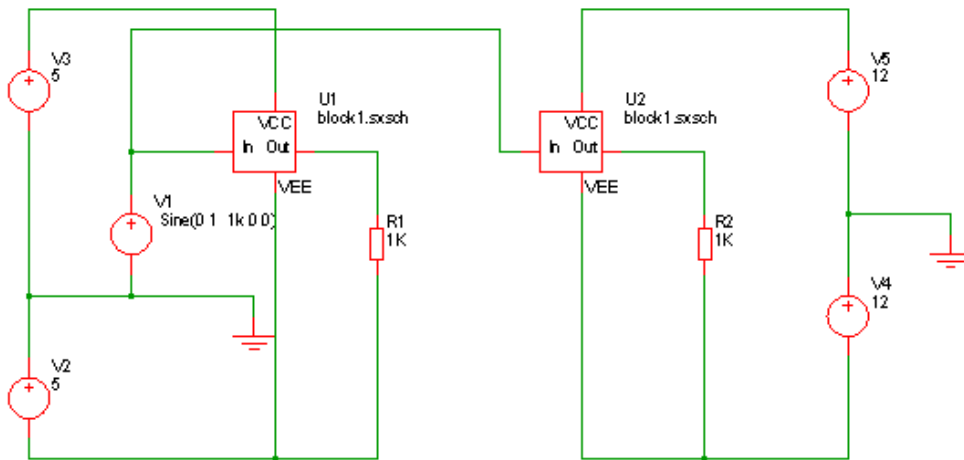 V3
5
V5
12
U1
block1.sxsch
U2
block1.sxsch
VCC
In Out
VEE
VCC
In Out
VEE
V1
Sine(0 1 1k 0 0)
R1
1K
R2
1K
V4
12
V2
5